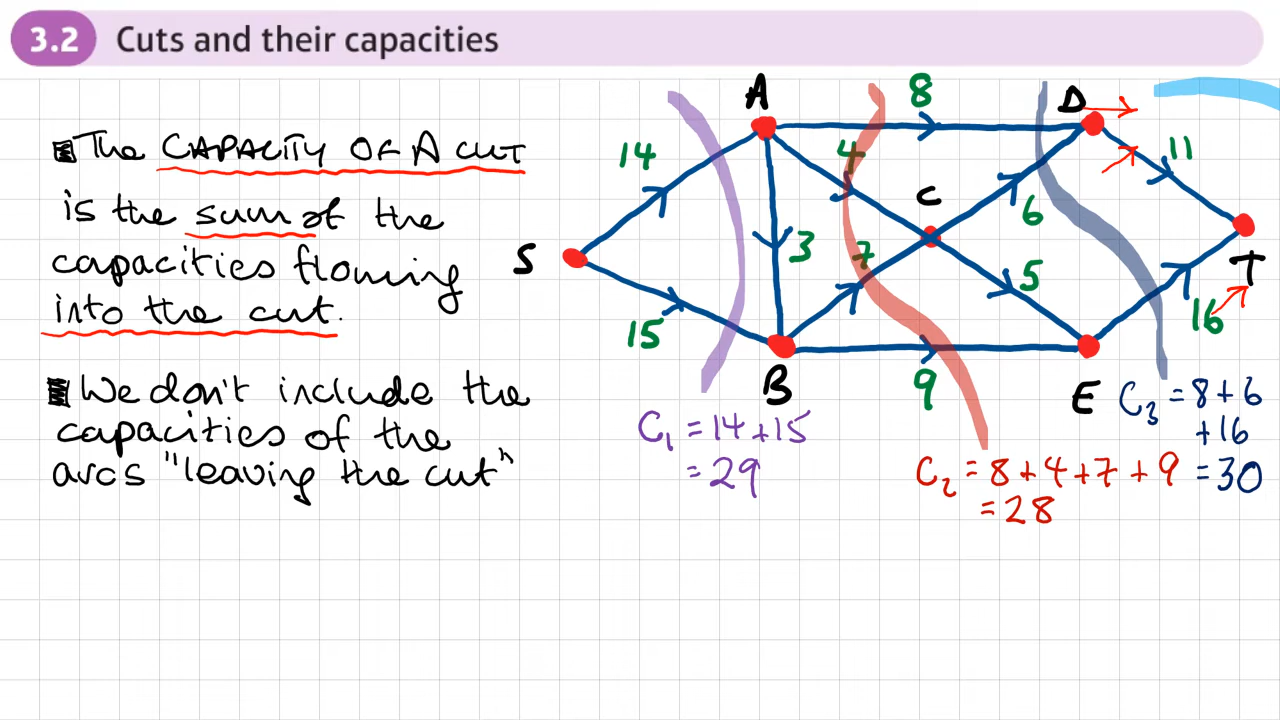 3.2 Cuts and their capacities
The CAPACITY OF A CUT
is the sum of the
capacities flowing
into the cut.
We don't include the
capacities of the
arcs "leaving the cut"
A
8
D
14
4
11
C
6
S
3
7
5
T
15
16
B
9
E
C₁ = 14+15
= 29
C₂ = 8+4+7+9
= 28
C₃ = 8+6
+16
= 30